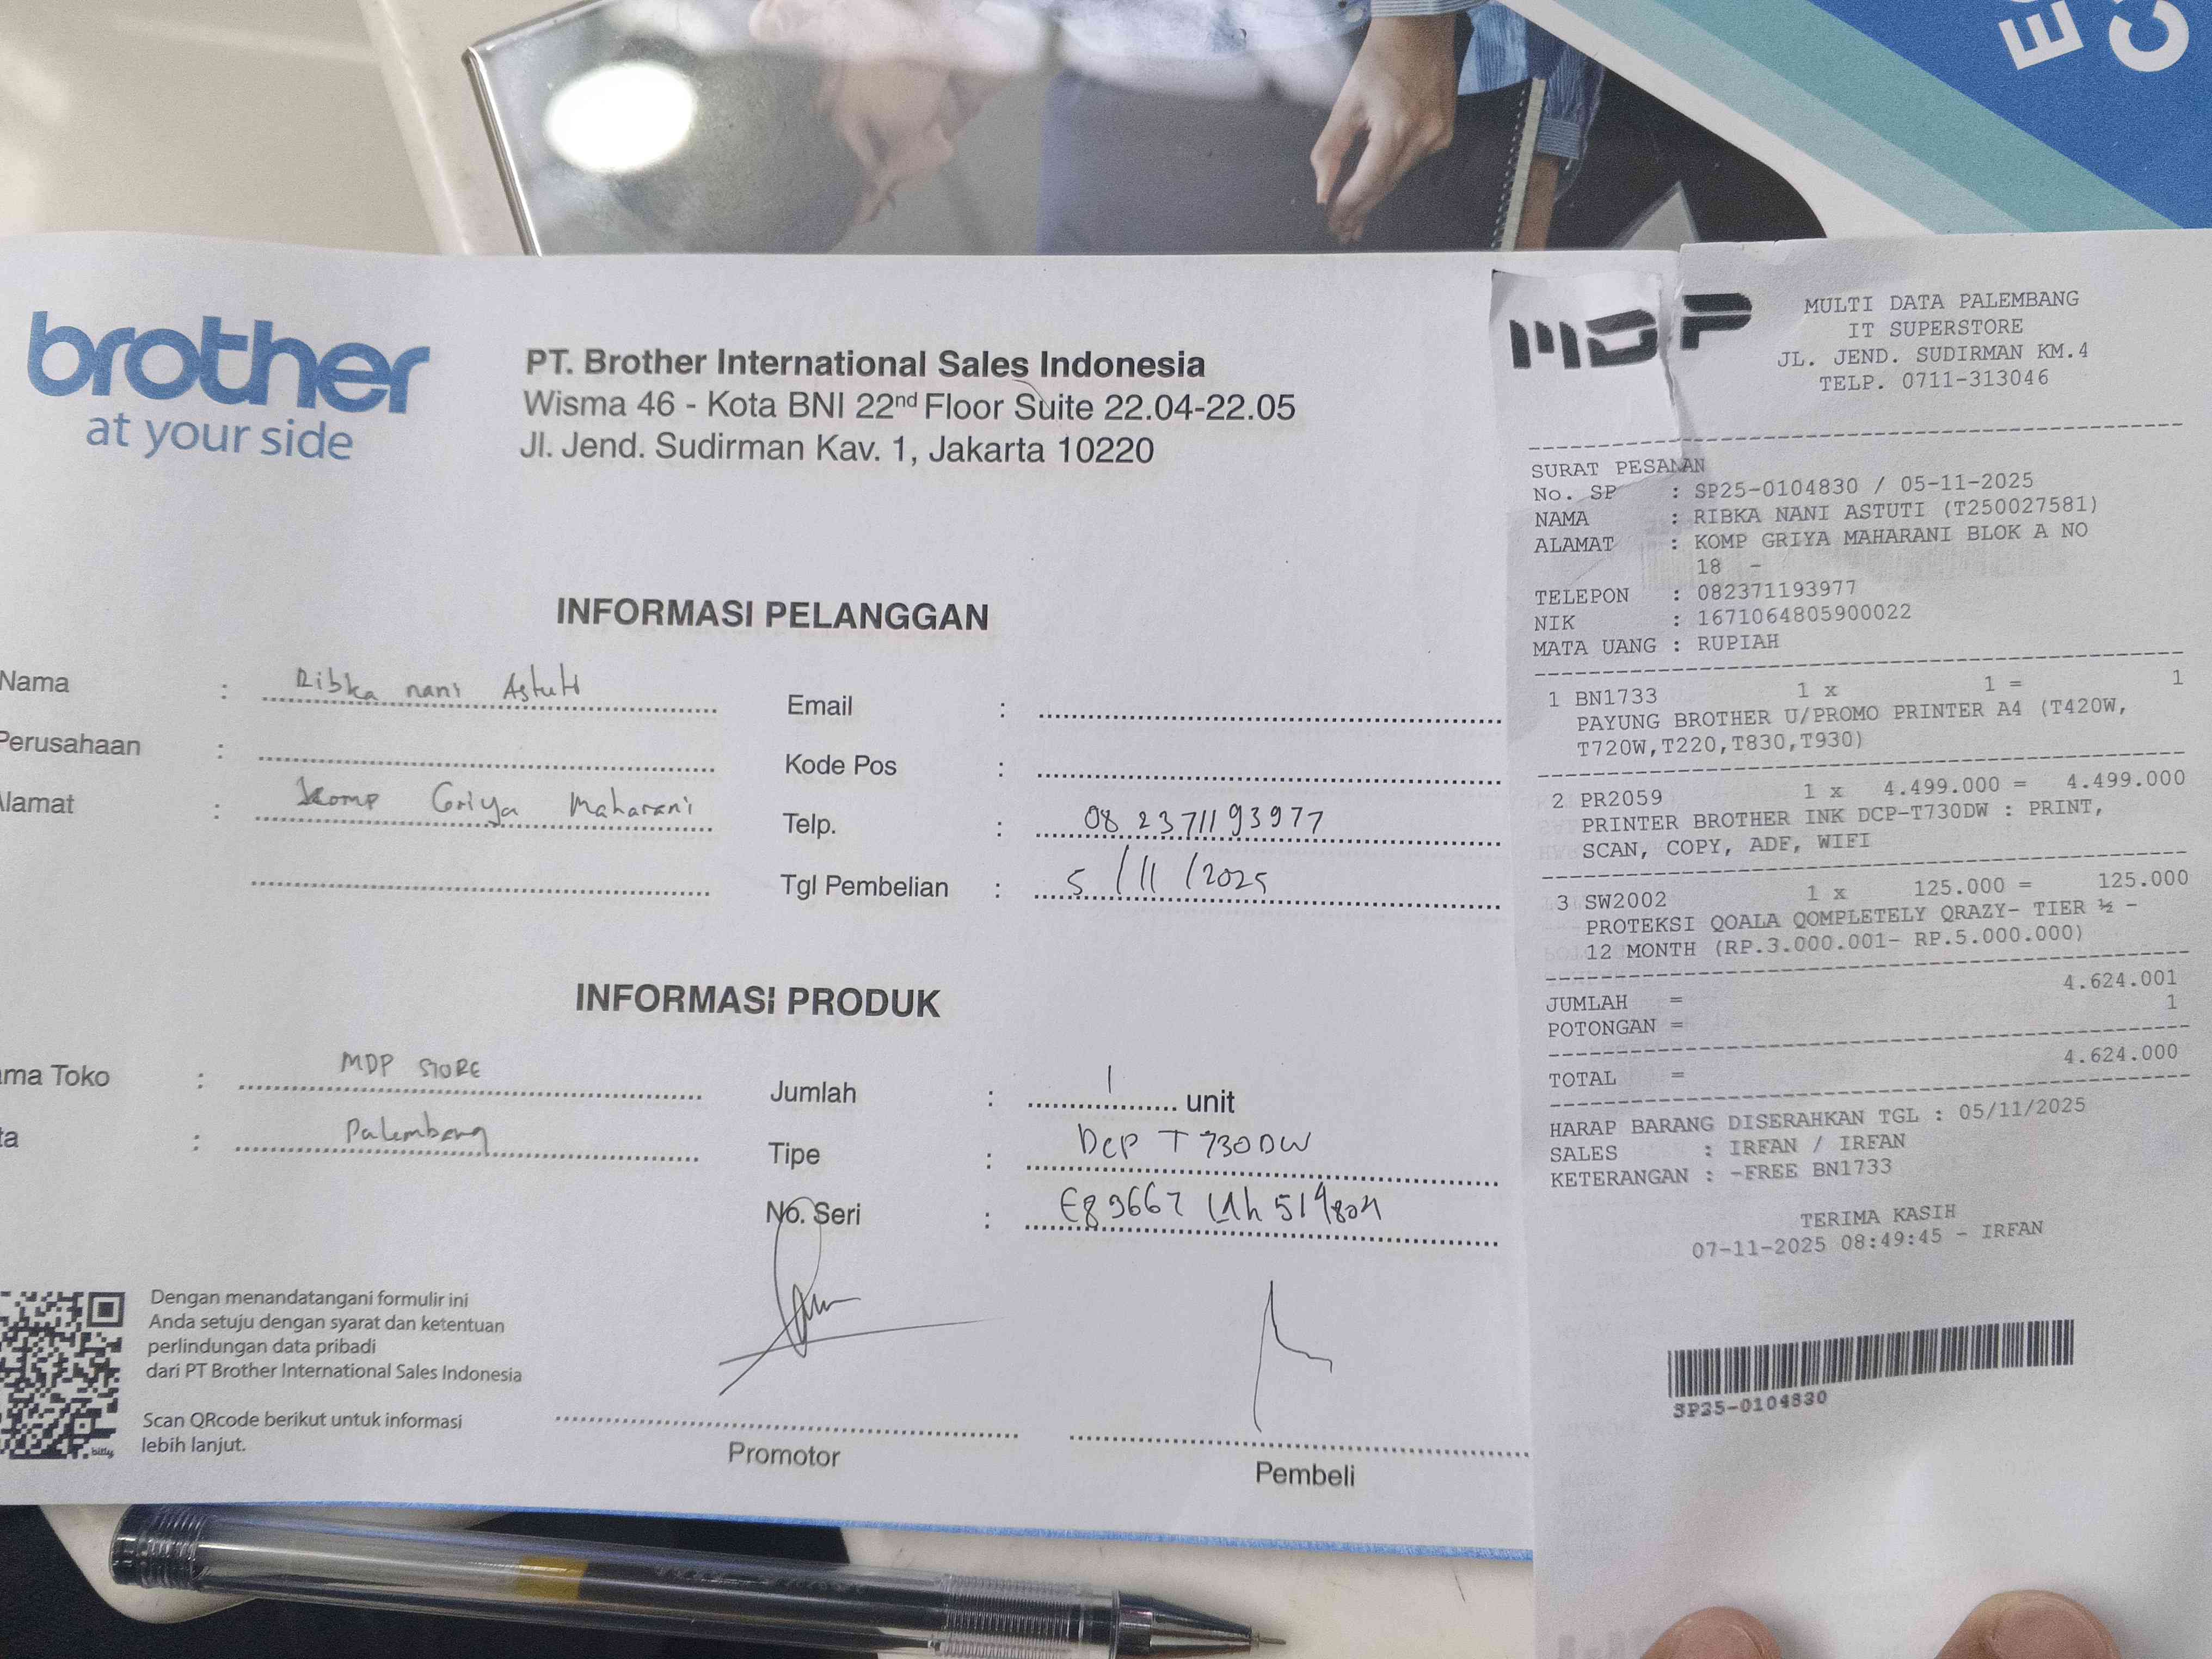 EC
C
brother
at your side
PT. Brother International Sales Indonesia
Wisma 46 - Kota BNI 22nd Floor Suite 22.04-22.05
Jl. Jend. Sudirman Kav. 1, Jakarta 10220
INFORMASI PELANGGAN
Nama : Ribka nani Astuti
Perusahaan :
Alamat : Komp Griya Maharani
Email :
Kode Pos :
Telp. : 08 2371193977
Tgl Pembelian : 5/11/2025
INFORMASI PRODUK
ama Toko : MDP STORE
ta : Palembang
Jumlah : 1 unit
Tipe : DCP T730DW
No. Seri :
Dengan menandatangani formulir ini
Anda setuju dengan syarat dan ketentuan
perlindungan data pribadi
dari PT Brother International Sales Indonesia
Scan QRcode berikut untuk informasi
lebih lanjut.
bitly
Promotor
Pembeli
MDP
MULTI DATA PALEMBANG
IT SUPERSTORE
JL. JEND. SUDIRMAN KM.4
TELP. 0711-313046
SURAT PESANAN
No. SP : SP25-0104830 / 05-11-2025
NAMA : RIBKA NANI ASTUTI (T250027581)
ALAMAT : KOMP GRIYA MAHARANI BLOK A NO
18 -
TELEPON : 082371193977
NIK : 1671064805900022
MATA UANG : RUPIAH
1 BN1733 1 x 1 = 1
PAYUNG BROTHER U/PROMO PRINTER A4 (T420W,
T720W,T220,T830,T930)
2 PR2059 1 x 4.499.000 = 4.499.000
PRINTER BROTHER INK DCP-T730DW : PRINT,
SCAN, COPY, ADF, WIFI
3 SW2002 1 x 125.000 = 125.000
PROTEKSI QOALA QOMPLETELY QRAZY- TIER ½ -
12 MONTH (RP.3.000.001- RP.5.000.000)
JUMLAH = 4.624.001
POTONGAN = 1
TOTAL = 4.624.000
HARAP BARANG DISERAHKAN TGL : 05/11/2025
SALES : IRFAN / IRFAN
KETERANGAN : -FREE BN1733
TERIMA KASIH
07-11-2025 08:49:45 - IRFAN
SP25-0104830